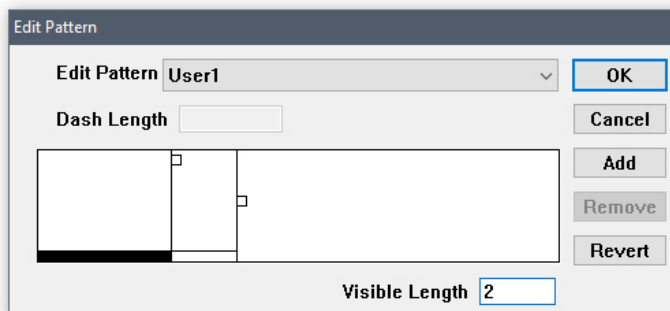 Edit Pattern
Edit Pattern User1 OK
Dash Length Cancel
Add
Remove
Revert
Visible Length 2